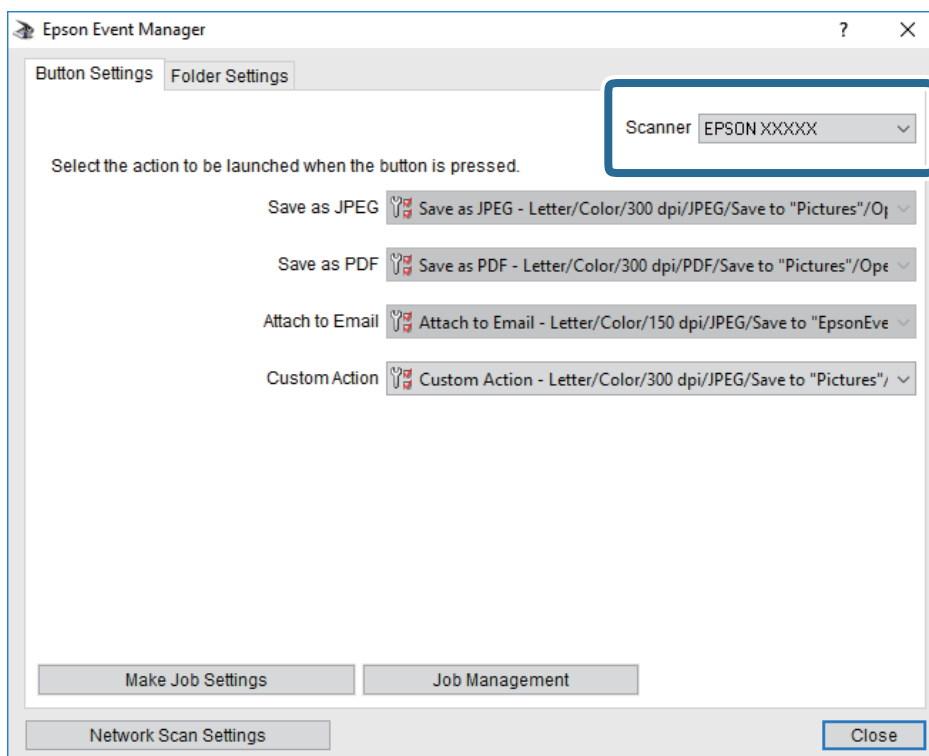 Epson Event Manager ?
Button Settings Folder Settings
Scanner EPSON XXXXX
Select the action to be launched when the button is pressed.
Save as JPEG Save as JPEG - Letter/Color/300 dpi/JPEG/Save to "Pictures"/Op
Save as PDF Save as PDF - Letter/Color/300 dpi/PDF/Save to "Pictures"/Ope
Attach to Email Attach to Email - Letter/Color/150 dpi/JPEG/Save to "EpsonEve
Custom Action Custom Action - Letter/Color/300 dpi/JPEG/Save to "Pictures"/
Make Job Settings Job Management
Network Scan Settings Close